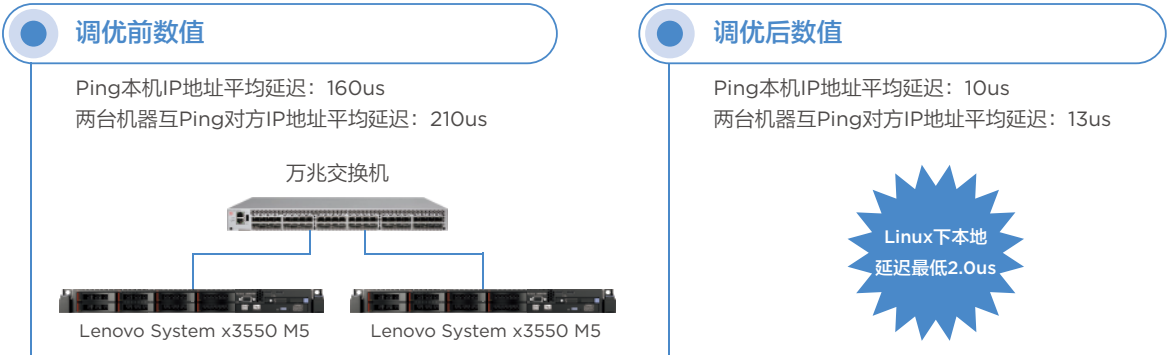 调优前数值
Ping本机IP地址平均延迟：160us
两台机器互Ping对方IP地址平均延迟：210us
万兆交换机
Lenovo System x3550 M5
Lenovo System x3550 M5
调优后数值
Ping本机IP地址平均延迟：10us
两台机器互Ping对方IP地址平均延迟：13us
Linux下本地
延迟最低2.0us